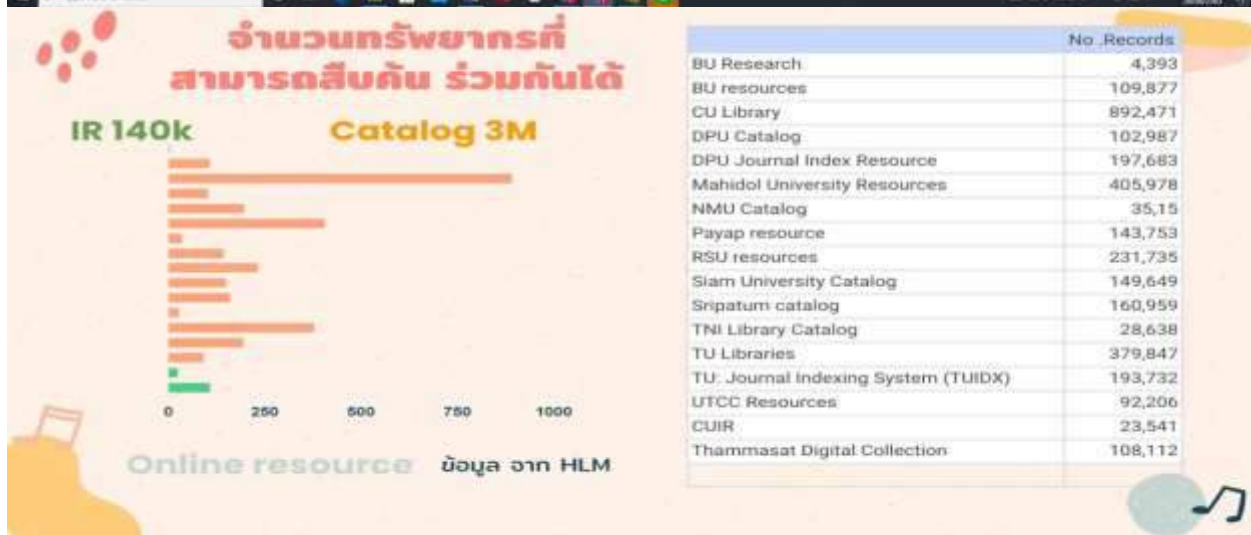 จำนวนทรัพยากรที่
สามารถสืบค้น ร่วมกันได้
IR 140k
Catalog 3M
0 250 500 750 1000
Online resource
ข้อมูล จาก HLM
No .Records
BU Research 4,393
BU resources 109,877
CU Library 892,471
DPU Catalog 102,987
DPU Journal Index Resource 197,683
Mahidol University Resources 405,978
NMU Catalog 35,15
Payap resource 143,753
RSU resources 231,735
Siam University Catalog 149,649
Sripatum catalog 160,959
TNI Library Catalog 28,638
TU Libraries 379,847
TU: Journal Indexing System (TUIDX) 193,732
UTCC Resources 92,206
CUIR 23,541
Thammasat Digital Collection 108,112